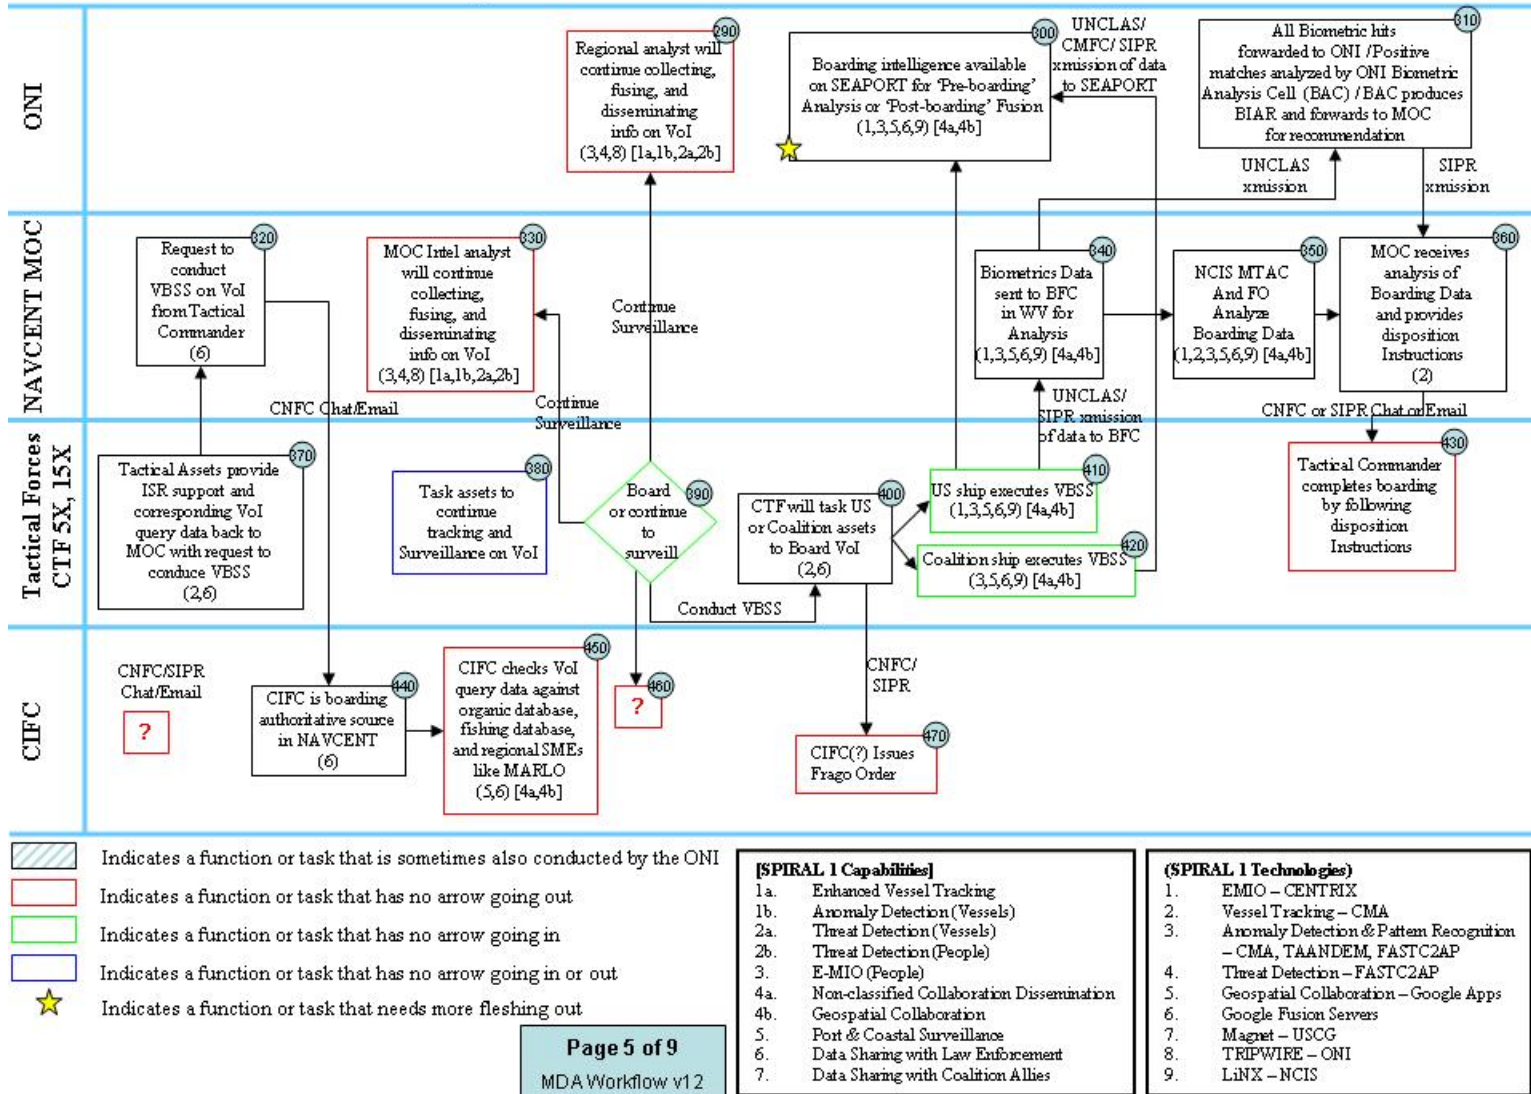 ONI
290
Regional analyst will
continue collecting,
fusing, and
disseminating
info on VoI
(3,4,8) [1a,1b,2a,2b]
300
Boarding intelligence available
on SEAPORT for 'Pre-boarding'
Analysis or 'Post-boarding' Fusion
(1,3,5,6,9) [4a,4b]
UNCLAS/
CMFC/ SIPR
xmission of data
to SEAPORT
310
All Biometric hits
forwarded to ONI /Positive
matches analyzed by ONI Biometric
Analysis Cell (BAC) / BAC produces
BIAR and forwards to MOC
for recommendation
UNCLAS
xmission
SIPR
xmission
NAVCENT MOC
320
Request to
conduct
VBSS on VoI
from Tactical
Commander
(6)
330
MOC Intel analyst
will continue
collecting,
fusing, and
disseminating
info on VoI
(3,4,8) [1a,1b,2a,2b]
Continue
Surveillance
340
Biometrics Data
sent to BFC
in WV for
Analysis
(1,3,5,6,9) [4a,4b]
350
NCIS MTAC
And FO
Analyze
Boarding Data
(1,2,3,5,6,9) [4a,4b]
360
MOC receives
analysis of
Boarding Data
and provides
disposition
Instructions
(2)
CNFC Chat/Email
Continue
Surveillance
UNCLAS/
SIPR xmission
of data to BFC
CNFC or SIPR Chat or Email
Tactical Forces
CTF 5X, 15X
370
Tactical Assets provide
ISR support and
corresponding VoI
query data back to
MOC with request to
conduce VBSS
(2,6)
380
Task assets to
continue
tracking and
Surveillance on VoI
390
Board
or continue to
surveill
Conduct VBSS
400
CTF will task US
or Coalition assets
to Board VoI
(2,6)
410
US ship executes VBSS
(1,3,5,6,9) [4a,4b]
420
Coalition ship executes VBSS
(3,5,6,9) [4a,4b]
430
Tactical Commander
completes boarding
by following
disposition
Instructions
CIFC
CNFC/SIPR
Chat/Email
?
440
CIFC is boarding
authoritative source
in NAVCENT
(6)
450
CIFC checks VoI
query data against
organic database,
fishing database,
and regional SMEs
like MARLO
(5,6) [4a,4b]
460
?
CNFC/
SIPR
470
CIFC(?) Issues
Frago Order
Indicates a function or task that is sometimes also conducted by the ONI
Indicates a function or task that has no arrow going out
Indicates a function or task that has no arrow going in
Indicates a function or task that has no arrow going in or out
Indicates a function or task that needs more fleshing out
Page 5 of 9
MDA Workflow v12
[SPIRAL 1 Capabilities]
1a. Enhanced Vessel Tracking
1b. Anomaly Detection (Vessels)
2a. Threat Detection (Vessels)
2b. Threat Detection (People)
3. E-MIO (People)
4a. Non-classified Collaboration Dissemination
4b. Geospatial Collaboration
5. Port & Coastal Surveillance
6. Data Sharing with Law Enforcement
7. Data Sharing with Coalition Allies
(SPIRAL 1 Technologies)
1. EMIO – CENTRIX
2. Vessel Tracking – CMA
3. Anomaly Detection & Pattern Recognition
– CMA, TAANDEM, FASTC2AP
4. Threat Detection – FASTC2AP
5. Geospatial Collaboration – Google Apps
6. Google Fusion Servers
7. Magnet – USCG
8. TRIPWIRE – ONI
9. LiNX – NCIS